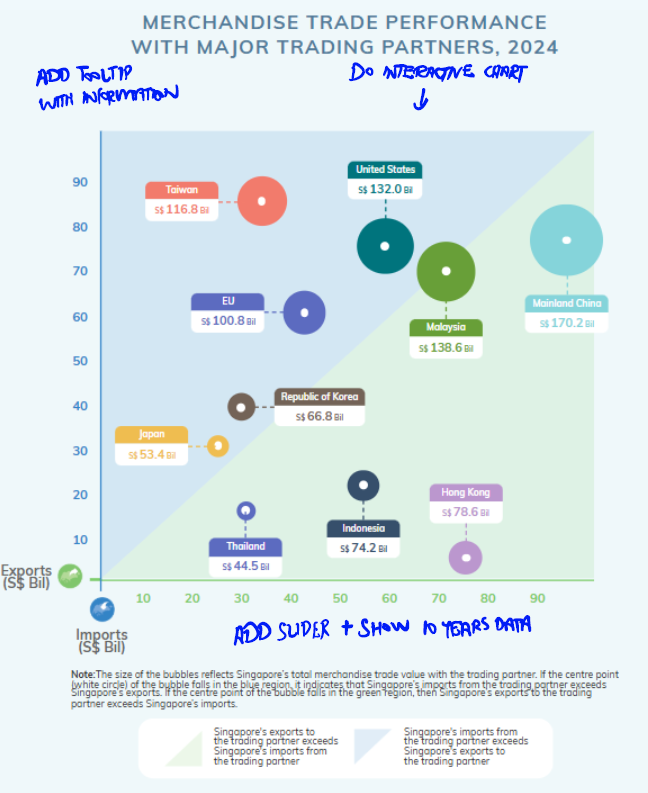 MERCHANDISE TRADE PERFORMANCE
WITH MAJOR TRADING PARTNERS, 2024
ADD TOOLTIP
WITH INFORMATION
DO INTERACTIVE CHART
90
80
70
60
50
40
30
20
10
Taiwan
S$ 116.8 Bil
United States
S$ 132.0 Bil
EU
S$ 100.8 Bil
Malaysia
S$ 138.6 Bil
Mainland China
S$ 170.2 Bil
Republic of Korea
S$ 66.8 Bil
Japan
S$ 53.4 Bil
Thailand
S$ 44.5 Bil
Indonesia
S$ 74.2 Bil
Hong Kong
S$ 78.6 Bil
Exports
(S$ Bil)
10 20 30 40 50 60 70 80 90
Imports
(S$ Bil)
ADD SLIDER + SHOW 10 YEARS DATA
Note:The size of the bubbles reflects Singapore's total merchandise trade value with the trading partner. If the centre point
(white circle) of the bubble falls in the blue region, it indicates that Singapore's imports from the trading partner exceeds
Singapore's exports. If the centre point of the bubble falls in the green region, then Singapore's exports to the trading
partner exceeds Singapore's imports.
Singapore's exports to
the trading partner exceeds
Singapore's imports from
the trading partner
Singapore's imports from
the trading partner exceeds
Singapore's exports to
the trading partner